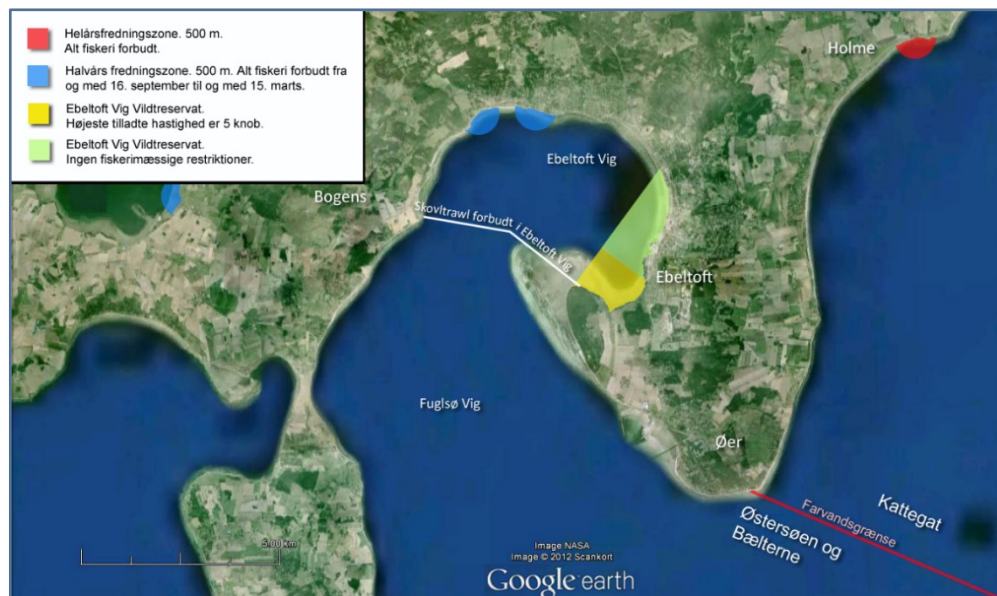 Helårsfredningszone. 500 m.
Alt fiskeri forbudt.
Halvårs fredningszone. 500 m. Alt fiskeri forbudt fra
og med 16. september til og med 15. marts.
Ebeltoft Vig Vildtreservat.
Højeste tilladte hastighed er 5 knob.
Ebeltoft Vig Vildtreservat.
Ingen fiskerimæssige restriktioner.
Holme
Ebeltoft Vig
Bogens
Skovltrawl forbudt i Ebeltoft Vig
Ebeltoft
Fuglsø Vig
Øer
Kattegat
Farvandsgrænse
Østersøen og
Bælterne
5.00 km
Image NASA
Image © 2012 Scankort
Google earth